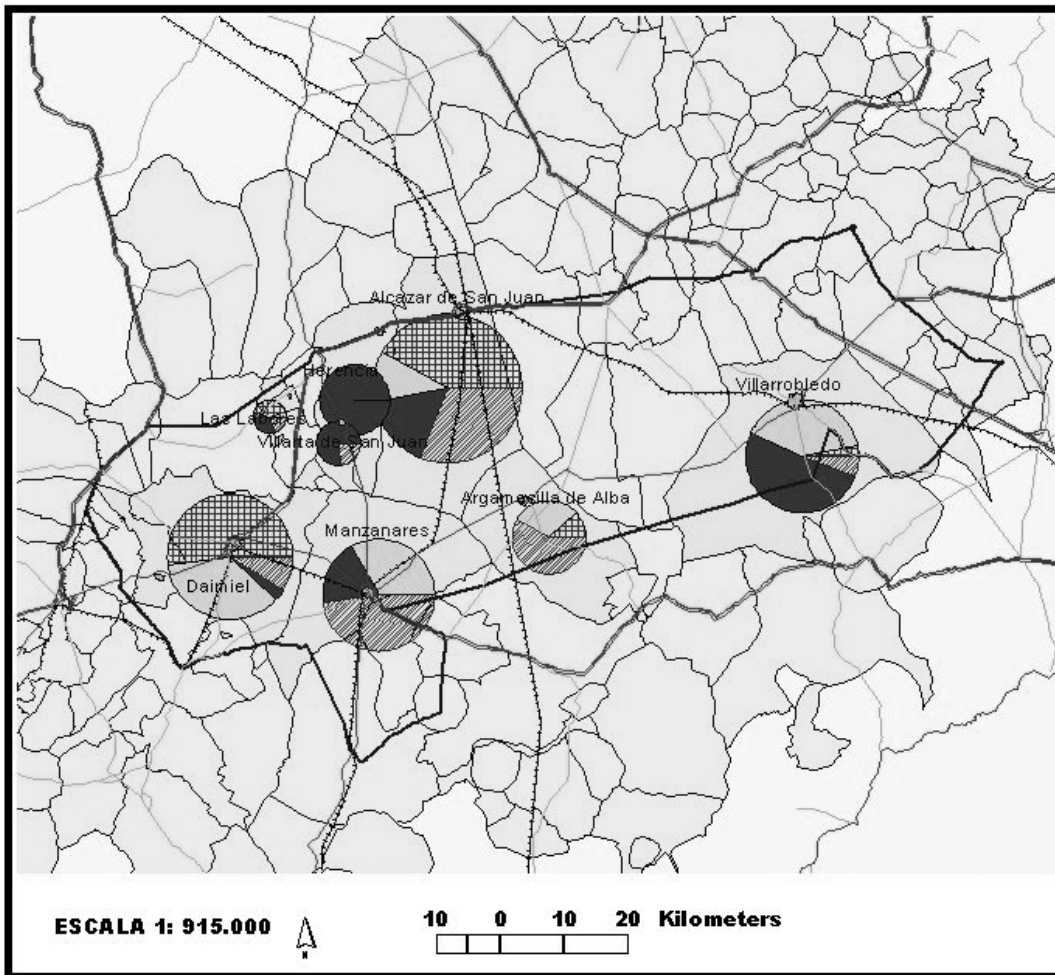 Alcazar de San Juan
Herencia
Villarrobledo
Las Labores
Villarta de San Juan
Argamasilla de Alba
Manzanares
Daimiel
ESCALA 1: 915.000
N
10 0 10 20 Kilometers